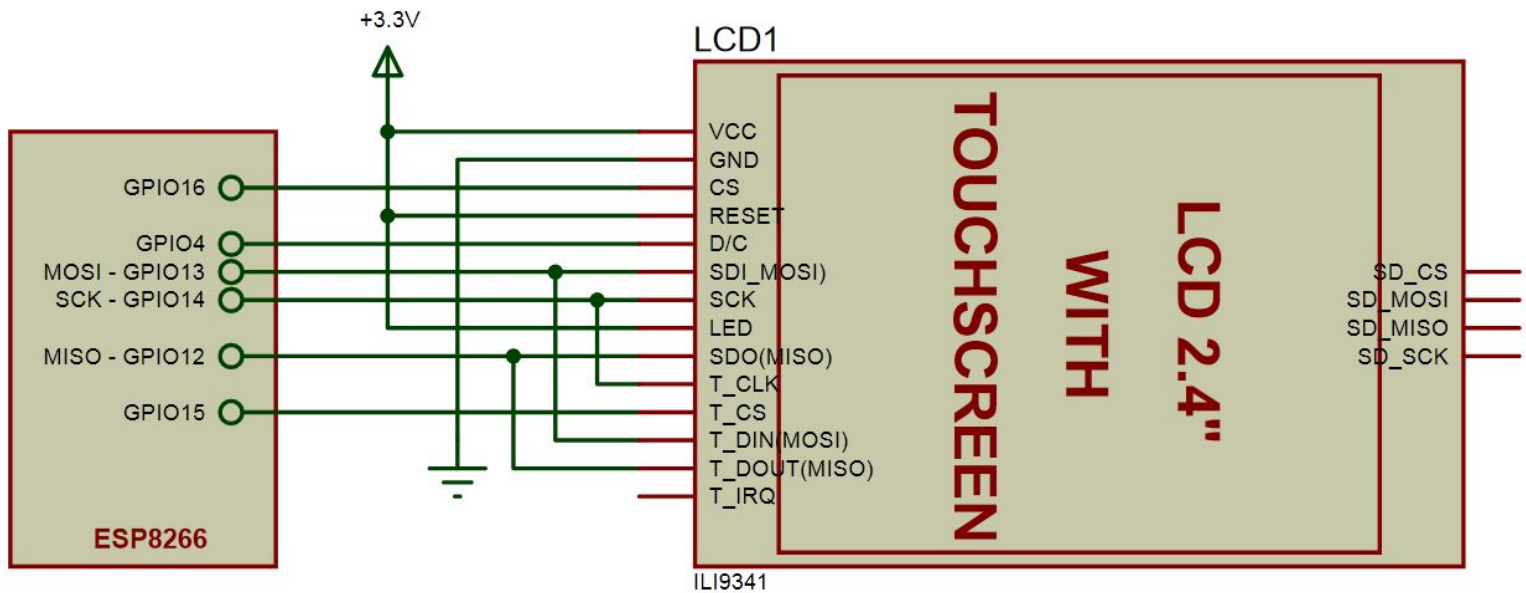 +3.3V
LCD1
GPIO16
GPIO4
MOSI - GPIO13
SCK - GPIO14
MISO - GPIO12
GPIO15
ESP8266
VCC
GND
CS
RESET
D/C
SDI_MOSI)
SCK
LED
SDO(MISO)
T_CLK
T_CS
T_DIN(MOSI)
T_DOUT(MISO)
T_IRQ
LCD 2.4"
WITH
TOUCHSCREEN
SD_CS
SD_MOSI
SD_MISO
SD_SCK
ILI9341